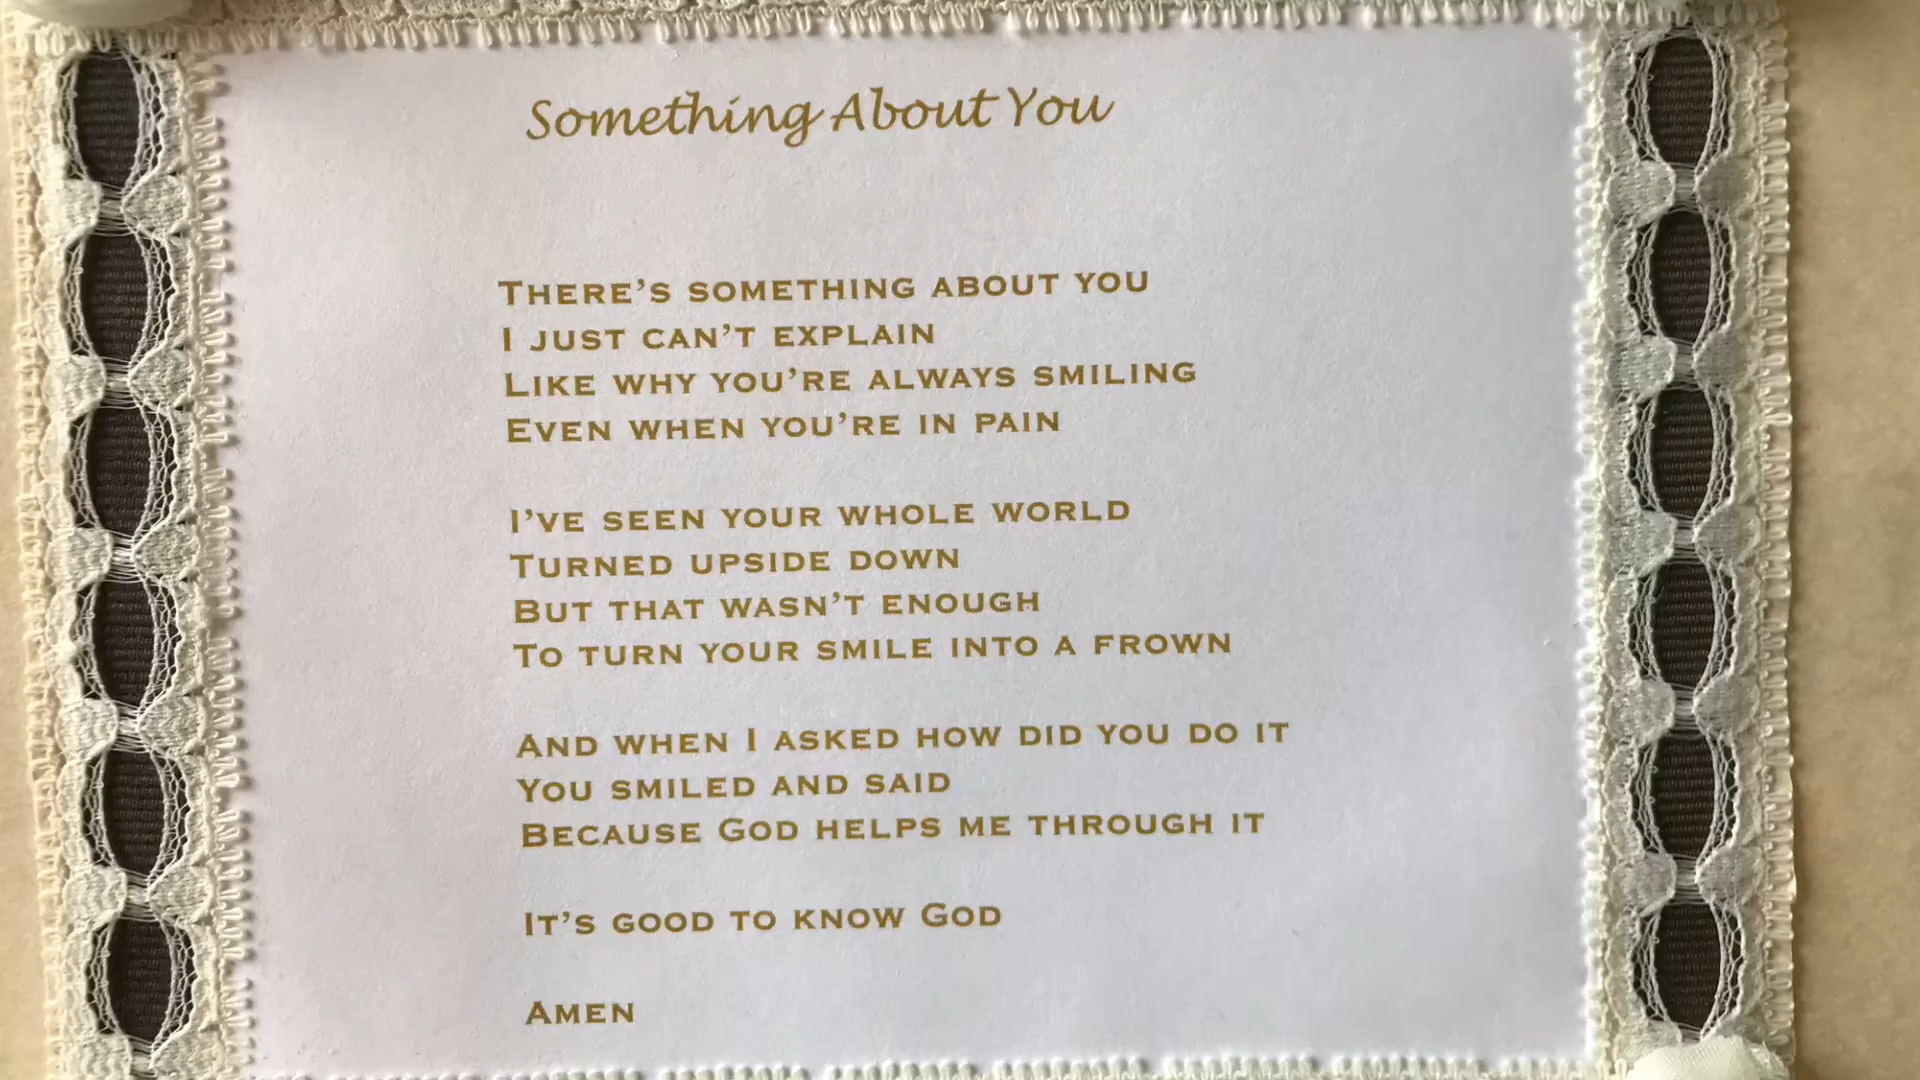 Something About You
There’s something about you
I just can’t explain
Like why you’re always smiling
Even when you’re in pain
I’ve seen your whole world
Turned upside down
But that wasn’t enough
To turn your smile into a frown
And when I asked how did you do it
You smiled and said
Because God helps me through it
It’s good to know God
Amen